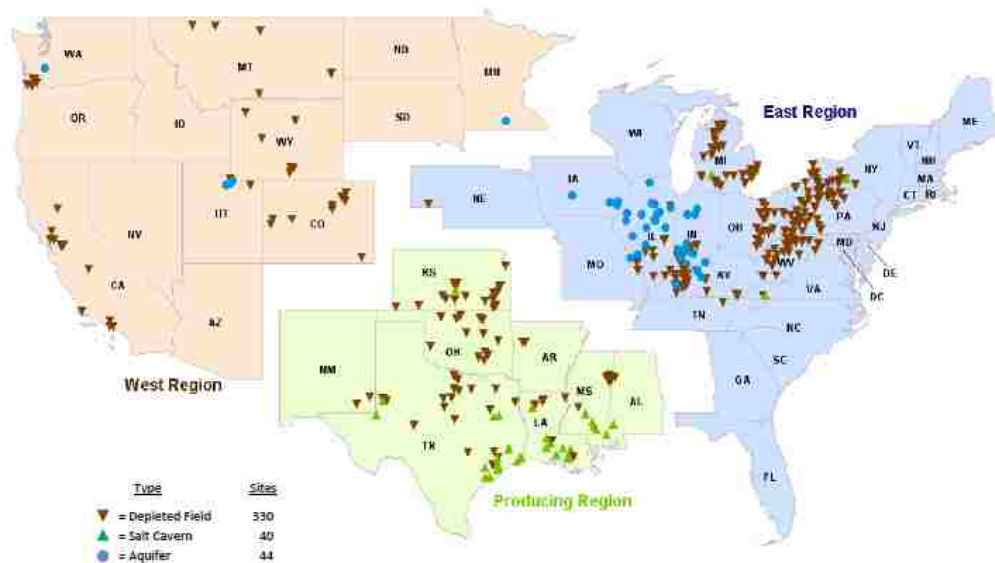 WA
MT
ND
MN
OR
ID
SD
WY
NV
UT
CO
CA
AZ
West Region
East Region
WI
MI
ME
VT
NH
NY
MA
CT
RI
IA
NE
PA
NJ
OH
IL
IN
MD
DE
DC
MO
KY
WV
VA
TN
NC
SC
GA
FL
KS
OK
AR
NM
TX
LA
MS
AL
Producing Region
Type Sites
= Depleted Field 330
= Salt Cavern 40
= Aquifer 44